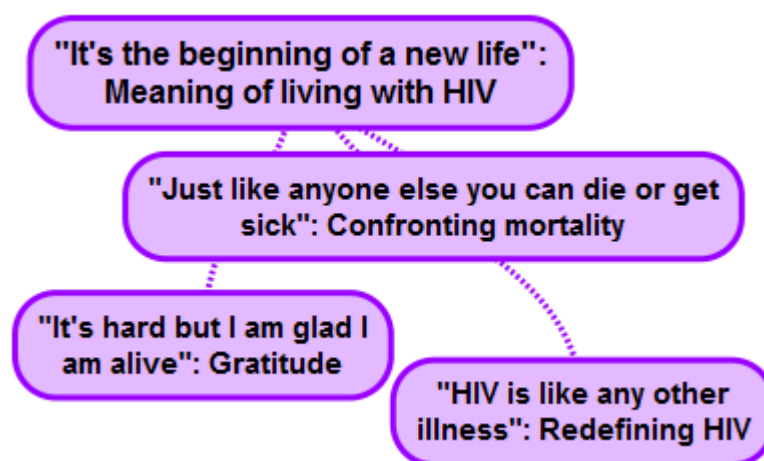 "It's the beginning of a new life":
Meaning of living with HIV
"Just like anyone else you can die or get
sick": Confronting mortality
"It's hard but I am glad I
am alive": Gratitude
"HIV is like any other
illness": Redefining HIV